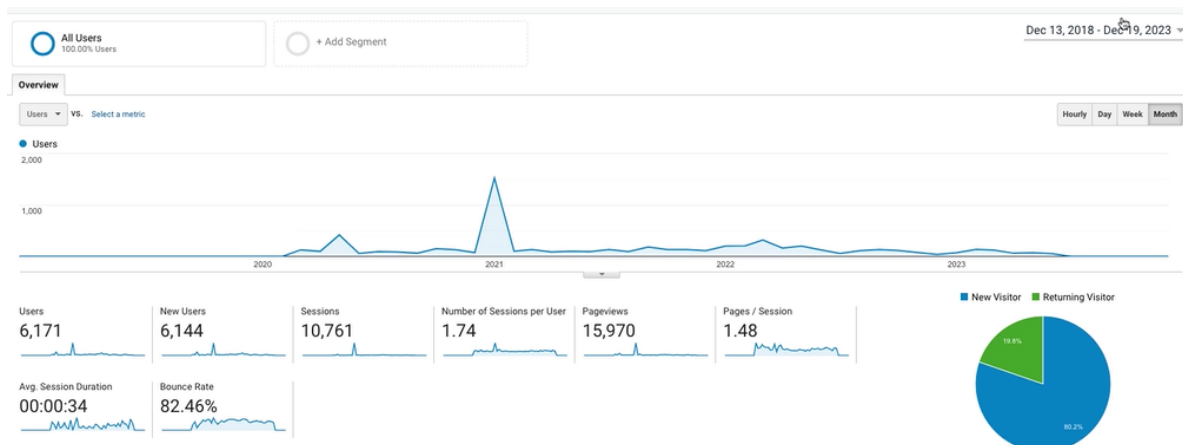 All Users
100.00% Users
+ Add Segment
Dec 13, 2018 - Dec 19, 2023
Overview
Users VS. Select a metric
Hourly Day Week Month
Users
2,000
1,000
2020 2021 2022 2023
New Visitor Returning Visitor
Users New Users Sessions Number of Sessions per User Pageviews Pages / Session
6,171 6,144 10,761 1.74 15,970 1.48
19.8%
Avg. Session Duration Bounce Rate
00:00:34 82.46%
80.2%